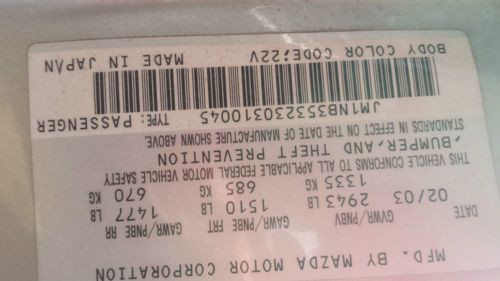 MFD. BY MAZDA MOTOR CORPORATION
DATE GVWR/PNBV GAWR/PNBE FRT GAWR/PNBE RR
02/03 2943 LB 1510 LB 1477 LB
1335 KG 685 KG 670 KG
THIS VEHICLE CONFORMS TO ALL APPLICABLE FEDERAL MOTOR VEHICLE SAFETY
, BUMPER, AND THEFT PREVENTION
STANDARDS IN EFFECT ON THE DATE OF MANUFACTURE SHOWN ABOVE.
JM1NB353230310045 TYPE: PASSENGER
BODY COLOR CODE:22V MADE IN JAPAN